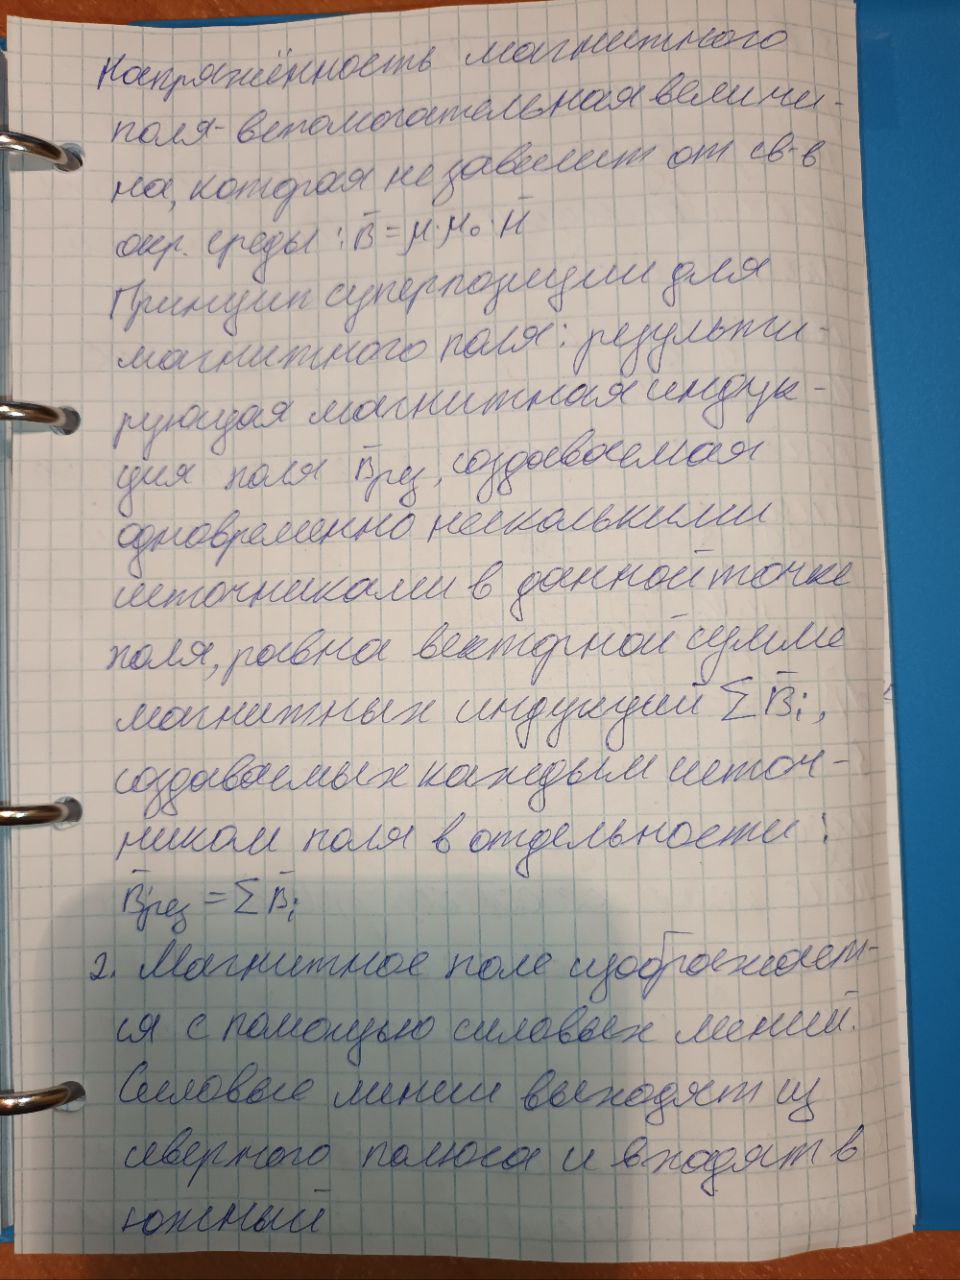 Напряжённость магнитного
поля- вспомогательная величи-
на, которая не зависит от св-в
окр. среды : B̄ = μ·μ₀·H̄
Принцип суперпозиции для
магнитного поля: результи-
рующая магнитная индук-
ция поля B̄рез, создаваемая
одновременно несколькими
источниками в данной точке
поля, равна векторной сумме
магнитных индукций ∑B̄i,
создаваемых каждым источ-
ником поля в отдельности:
B̄рез = ∑B̄i
2. Магнитное поле изображает-
ся с помощью силовых линий.
Силовые линии выходят из
северного полюса и входят в
южный